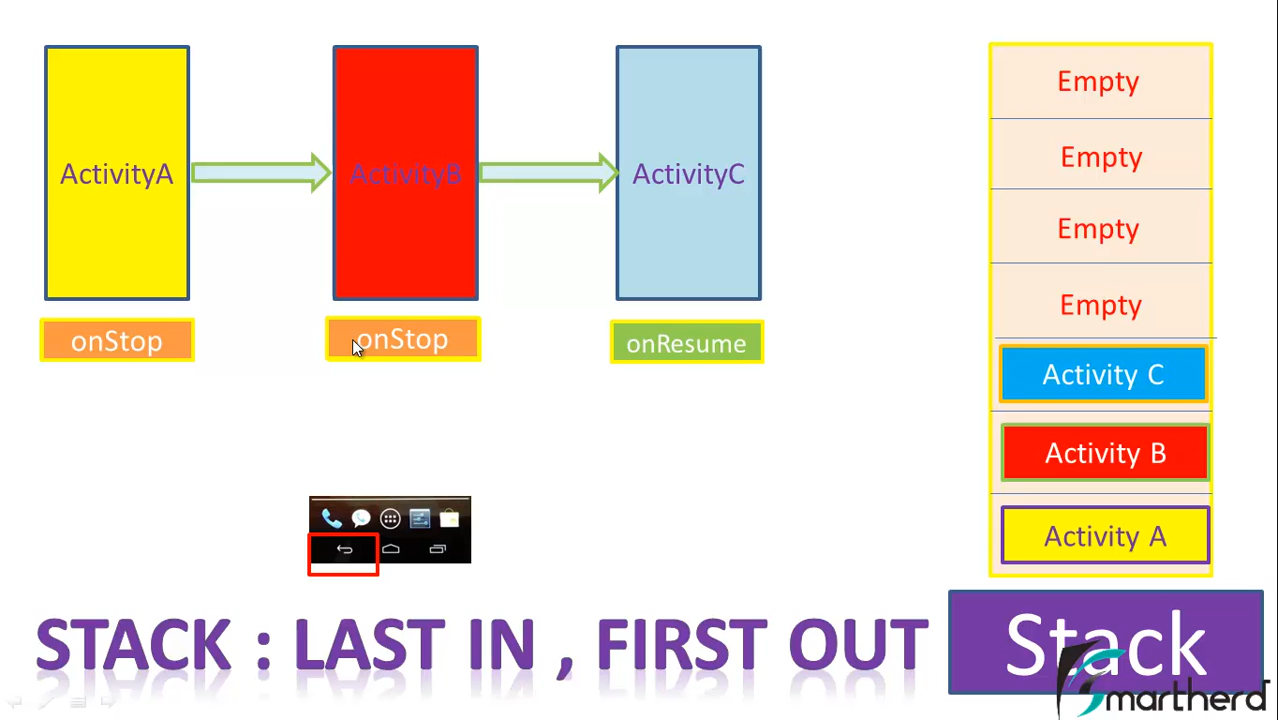 ActivityA
ActivityB
ActivityC
onStop
onStop
onResume
Empty
Empty
Empty
Empty
Activity C
Activity B
Activity A
STACK : LAST IN , FIRST OUT
Stack
Smartherd